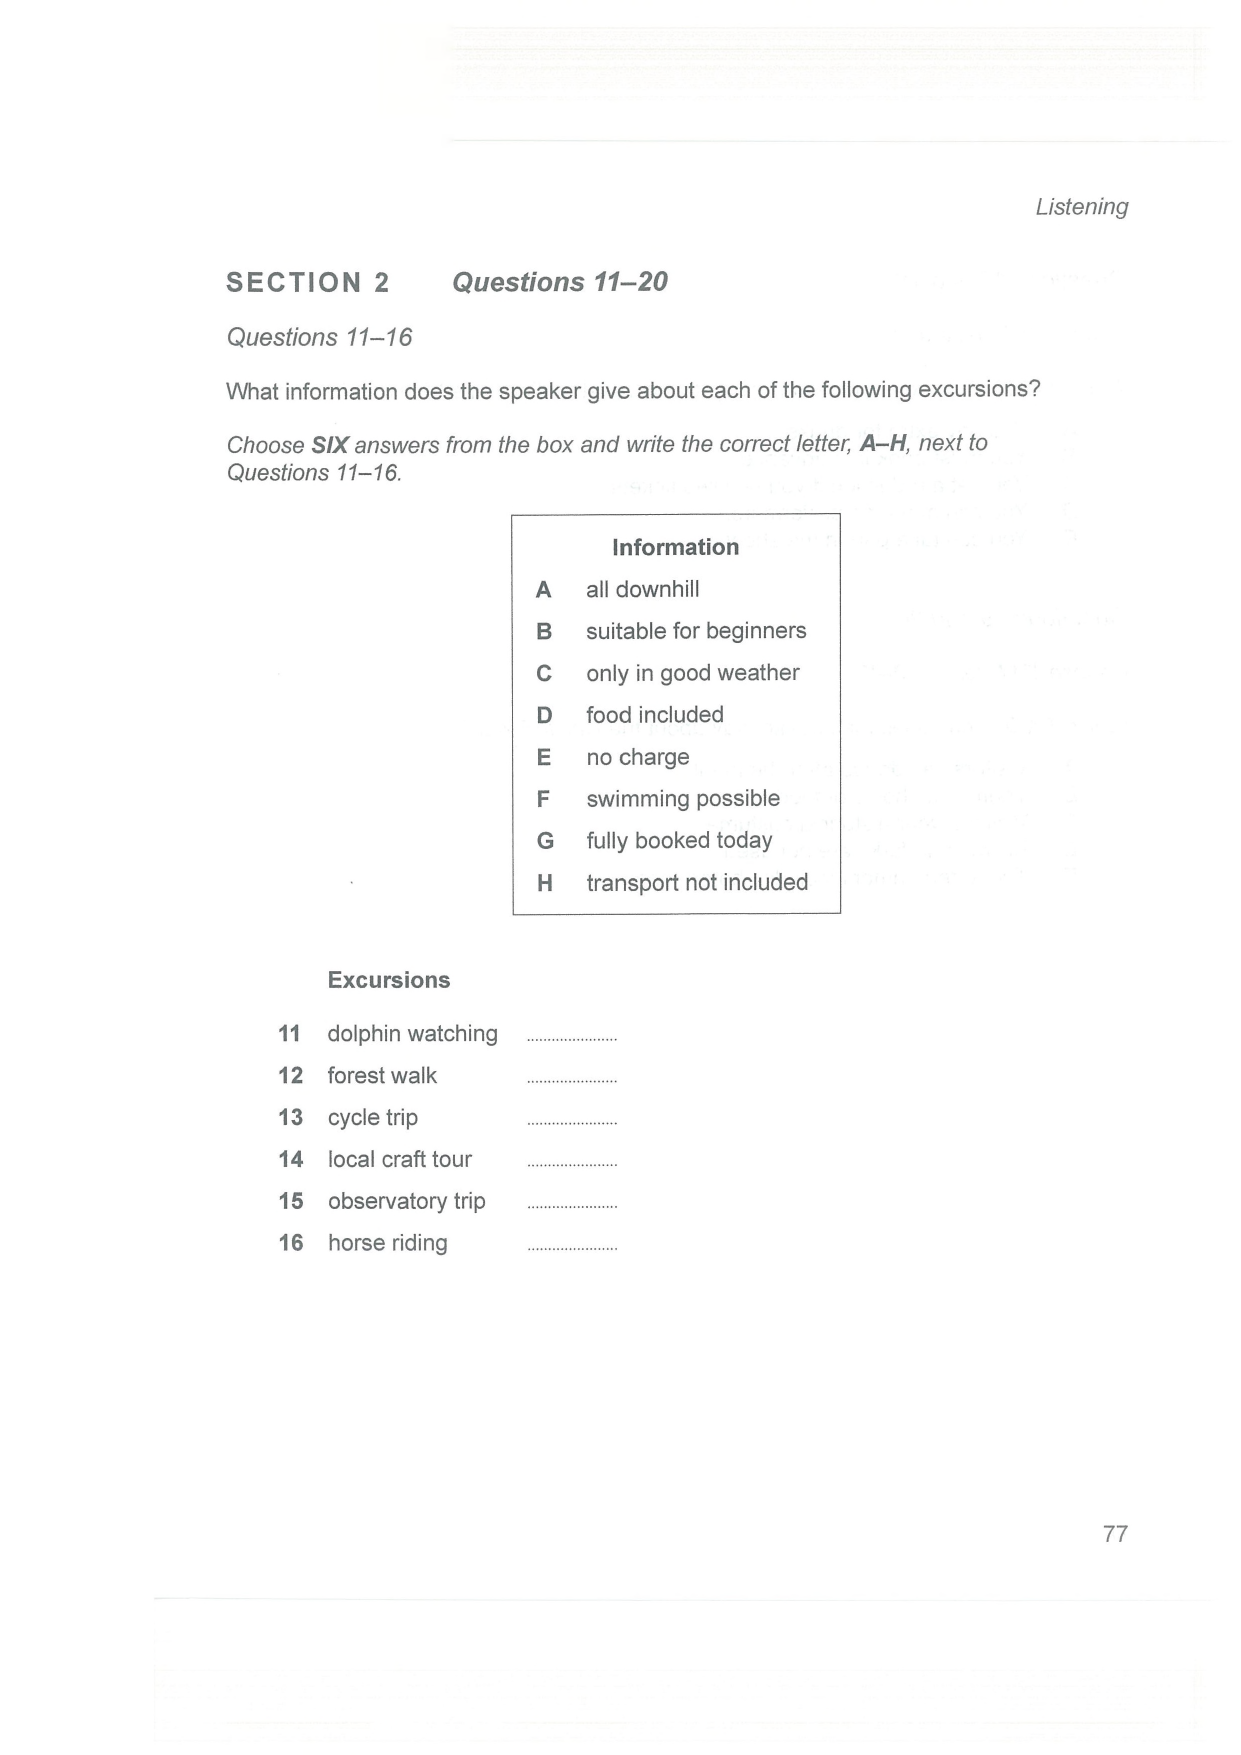 Listening
SECTION 2 Questions 11–20
Questions 11–16
What information does the speaker give about each of the following excursions?
Choose SIX answers from the box and write the correct letter, A–H, next to
Questions 11–16.
Information
A all downhill
B suitable for beginners
C only in good weather
D food included
E no charge
F swimming possible
G fully booked today
H transport not included
Excursions
11 dolphin watching .....................
12 forest walk .....................
13 cycle trip .....................
14 local craft tour .....................
15 observatory trip .....................
16 horse riding .....................
77